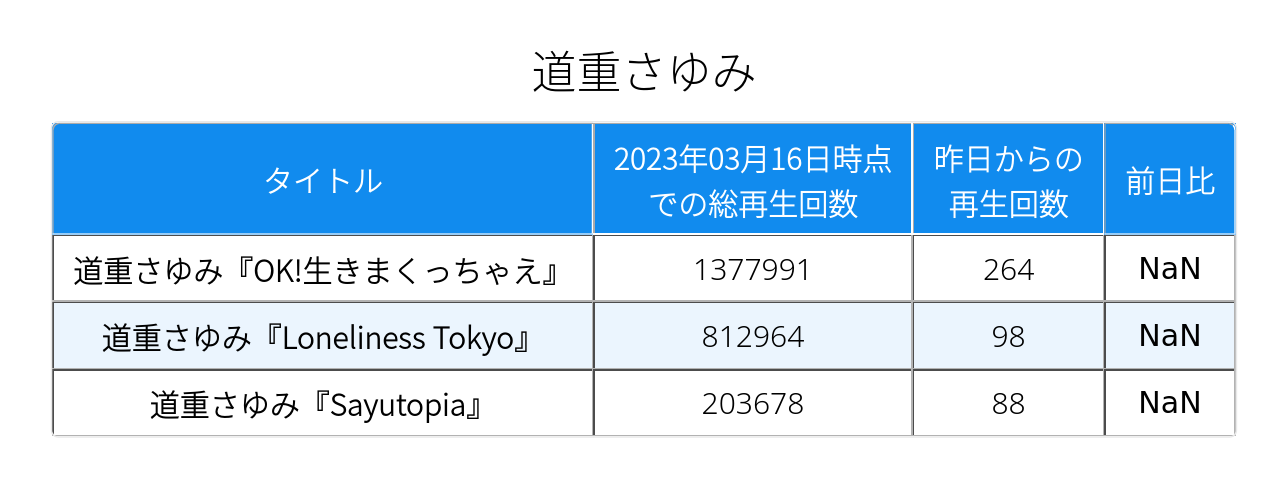 道重さゆみ
タイトル
2023年03月16日時点
での総再生回数
昨日からの
再生回数
前日比
道重さゆみ『OK!生きまくっちゃえ』 1377991 264 NaN
道重さゆみ『Loneliness Tokyo』 812964 98 NaN
道重さゆみ『Sayutopia』 203678 88 NaN